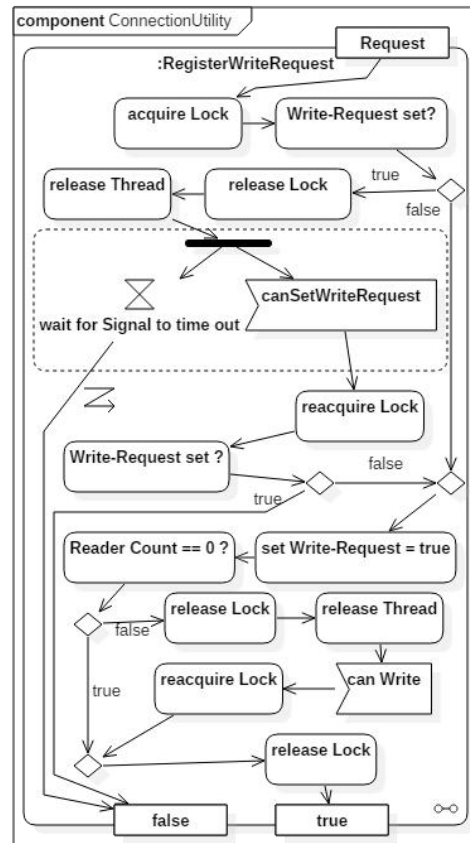 component ConnectionUtility
Request
:RegisterWriteRequest
acquire Lock
Write-Request set?
true
release Thread
release Lock
false
canSetWriteRequest
wait for Signal to time out
reacquire Lock
Write-Request set ?
false
true
Reader Count == 0 ?
set Write-Request = true
release Lock
release Thread
false
reacquire Lock
can Write
true
release Lock
false
true